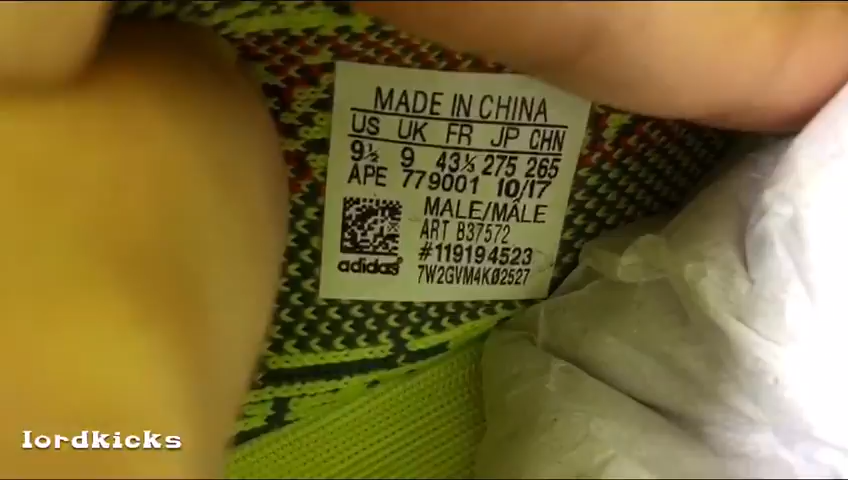 MADE IN CHINA
US UK FR JP CHN
9½ 9 43⅓ 275 265
APE 779001 10/17
MALE/MÂLE
ART B37572
#119194523
adidas 7W2GVM4KØ2527
lordkicks